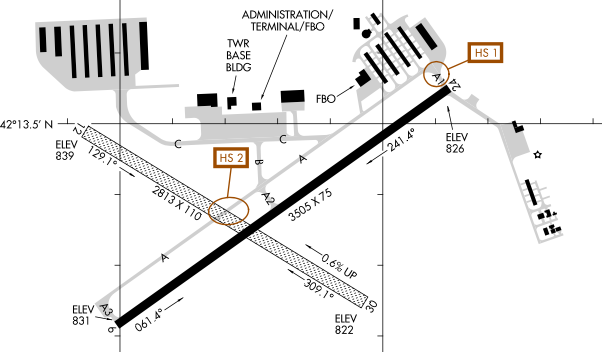 ADMINISTRATION/
TERMINAL/FBO
TWR
BASE
BLDG
FBO
HS 1
A1
24
42°13.5' N
12
ELEV
839
129.1°
C
C
B
A
241.4°
ELEV
826
HS 2
2813 X 110
A2
3505 X 75
A
0.6% UP
309.1°
30
ELEV
822
A3
ELEV
831
6
061.4°